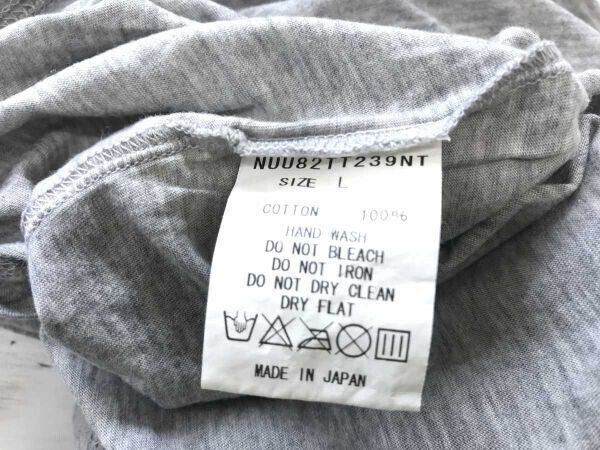 NUU82TT239NT
SIZE L
COTTON 100%
HAND WASH
DO NOT BLEACH
DO NOT IRON
DO NOT DRY CLEAN
DRY FLAT
MADE IN JAPAN